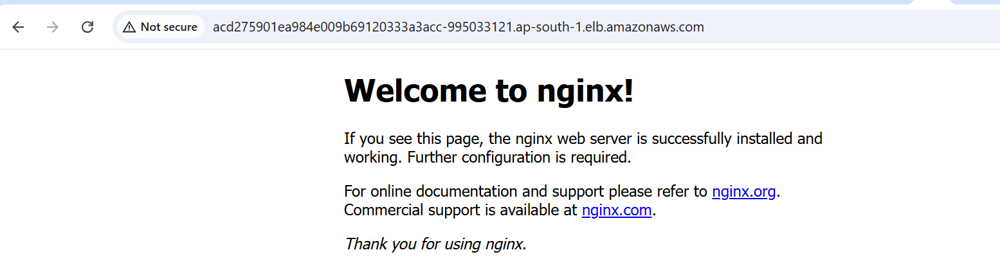 Not secure acd275901ea984e009b69120333a3acc-995033121.ap-south-1.elb.amazonaws.com
Welcome to nginx!
If you see this page, the nginx web server is successfully installed and
working. Further configuration is required.
For online documentation and support please refer to nginx.org.
Commercial support is available at nginx.com.
Thank you for using nginx.